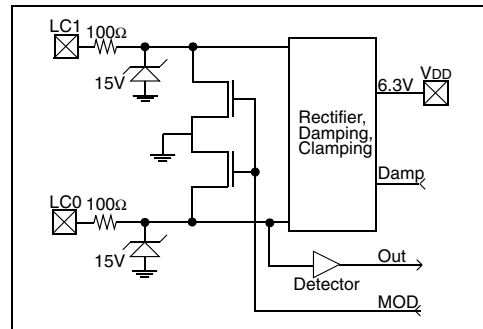 LC1
100Ω
15V
Rectifier,
Damping,
Clamping
6.3V
VDD
Damp
LC0
100Ω
15V
Detector
Out
MOD